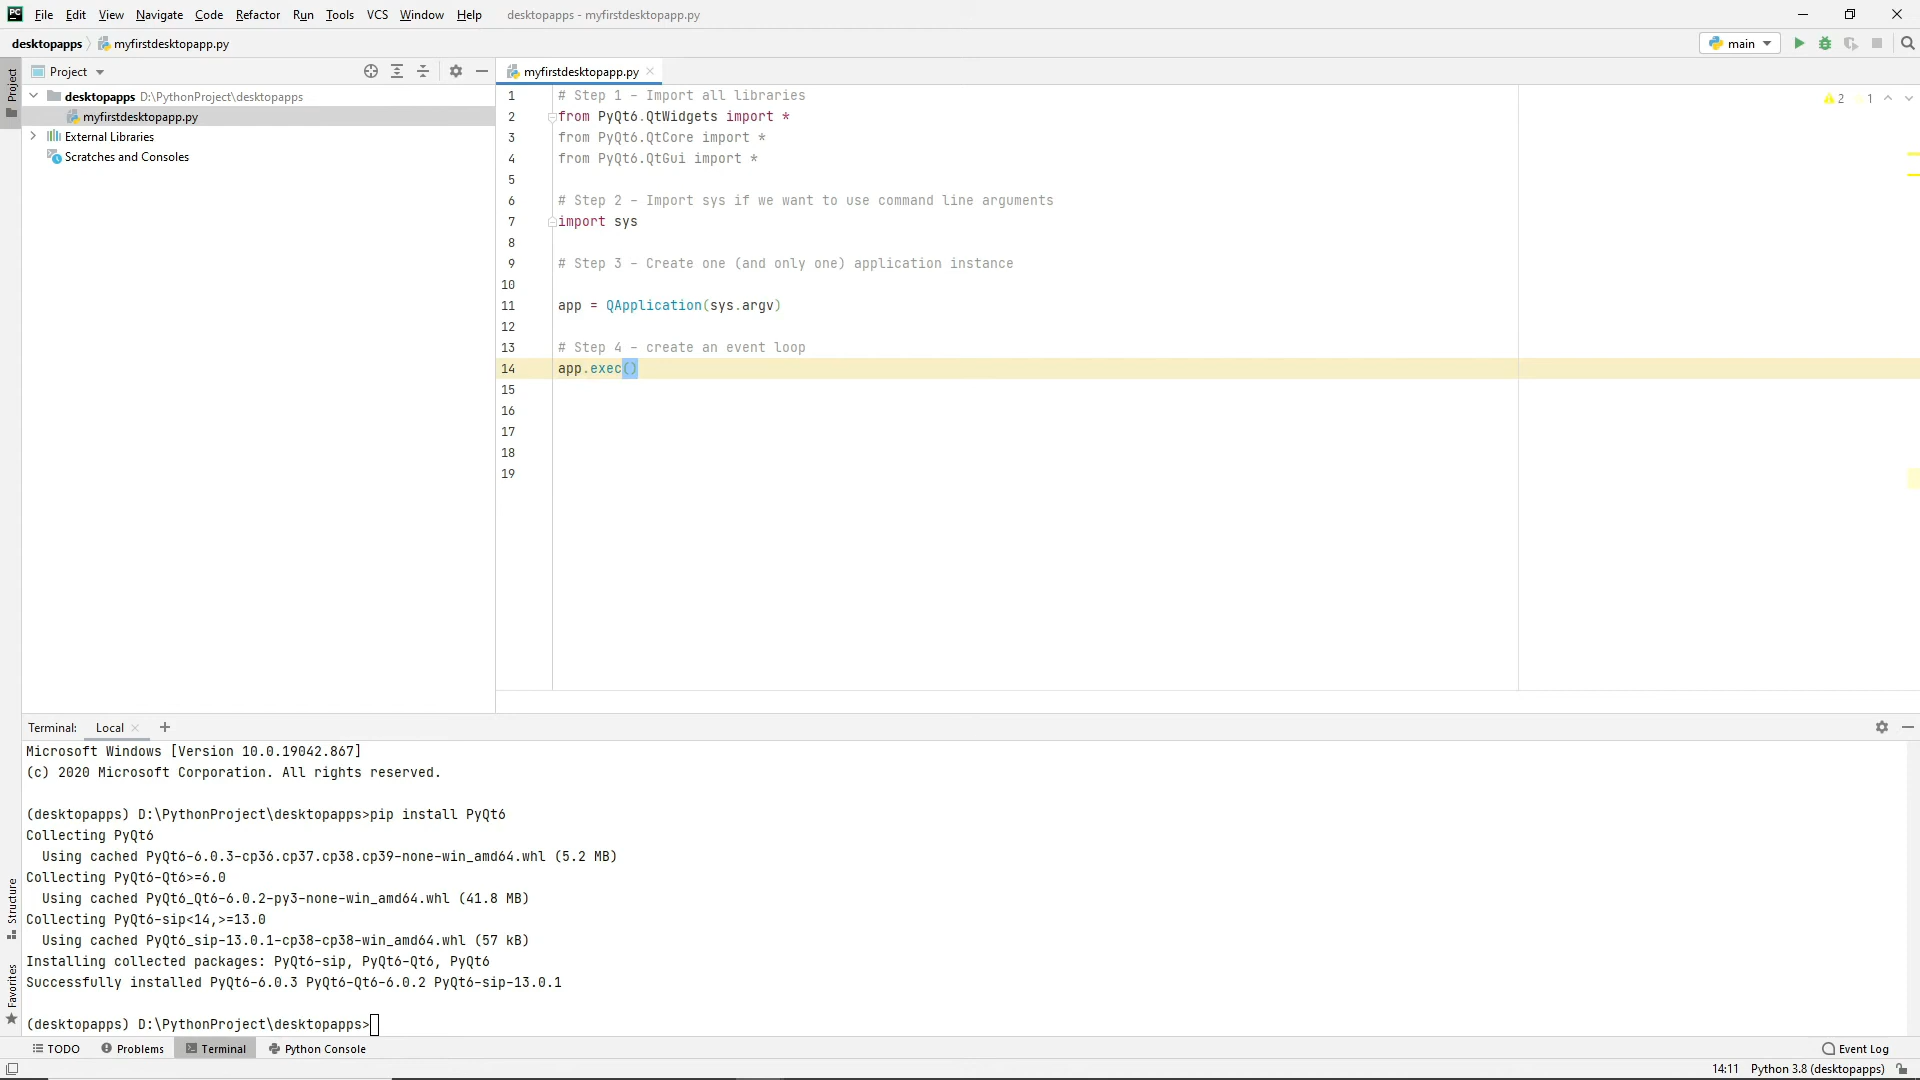 PC File Edit View Navigate Code Refactor Run Tools VCS Window Help desktopapps - myfirstdesktopapp.py
desktopapps myfirstdesktopapp.py main
Project
Project
desktopapps D:\PythonProject\desktopapps
myfirstdesktopapp.py
External Libraries
Scratches and Consoles
myfirstdesktopapp.py
2 1
1 # Step 1 - Import all libraries
2 from PyQt6.QtWidgets import *
3 from PyQt6.QtCore import *
4 from PyQt6.QtGui import *
5
6 # Step 2 - Import sys if we want to use command line arguments
7 import sys
8
9 # Step 3 - Create one (and only one) application instance
10
11 app = QApplication(sys.argv)
12
13 # Step 4 - create an event loop
14 app.exec()
15
16
17
18
19
Terminal: Local
Microsoft Windows [Version 10.0.19042.867]
(c) 2020 Microsoft Corporation. All rights reserved.
(desktopapps) D:\PythonProject\desktopapps>pip install PyQt6
Collecting PyQt6
Using cached PyQt6-6.0.3-cp36.cp37.cp38.cp39-none-win_amd64.whl (5.2 MB)
Collecting PyQt6-Qt6>=6.0
Using cached PyQt6_Qt6-6.0.2-py3-none-win_amd64.whl (41.8 MB)
Collecting PyQt6-sip<14,>=13.0
Using cached PyQt6_sip-13.0.1-cp38-cp38-win_amd64.whl (57 kB)
Installing collected packages: PyQt6-sip, PyQt6-Qt6, PyQt6
Successfully installed PyQt6-6.0.3 PyQt6-Qt6-6.0.2 PyQt6-sip-13.0.1
(desktopapps) D:\PythonProject\desktopapps>
Structure
Favorites
TODO Problems Terminal Python Console Event Log
14:11 Python 3.8 (desktopapps)